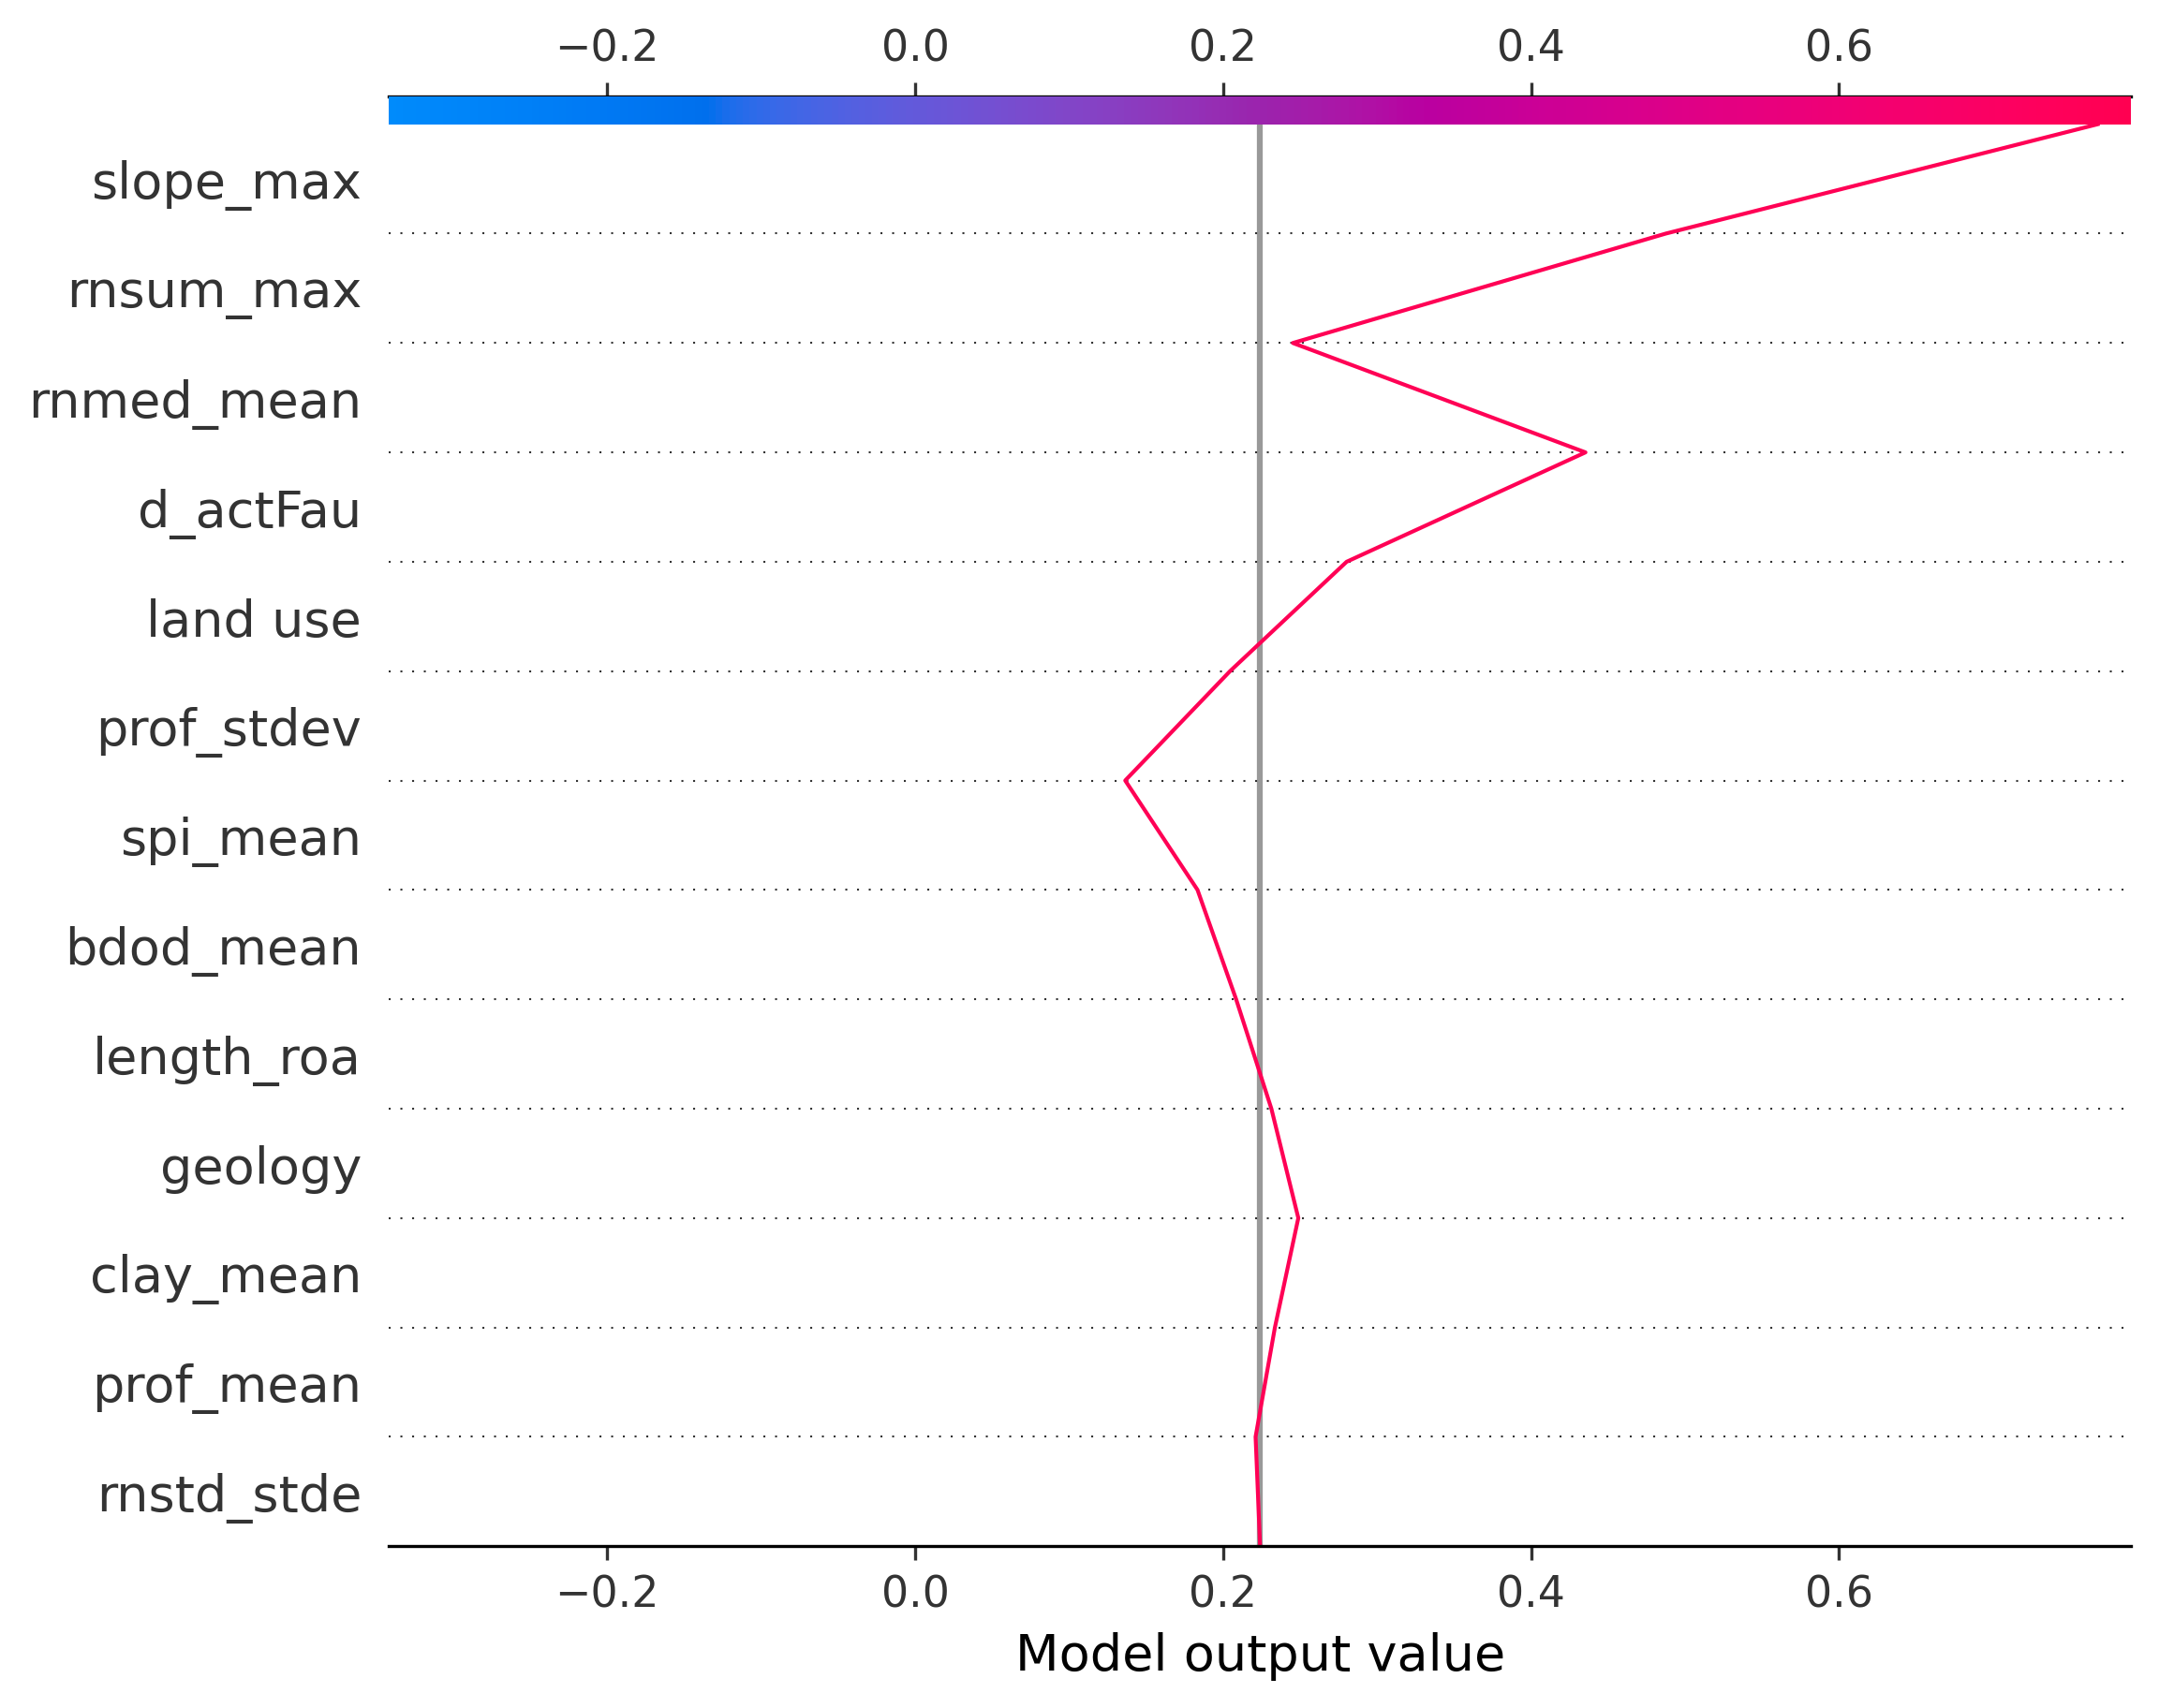 −0.2 0.0 0.2 0.4 0.6
slope_max
rnsum_max
rnmed_mean
d_actFau
land use
prof_stdev
spi_mean
bdod_mean
length_roa
geology
clay_mean
prof_mean
rnstd_stde
−0.2 0.0 0.2 0.4 0.6
Model output value